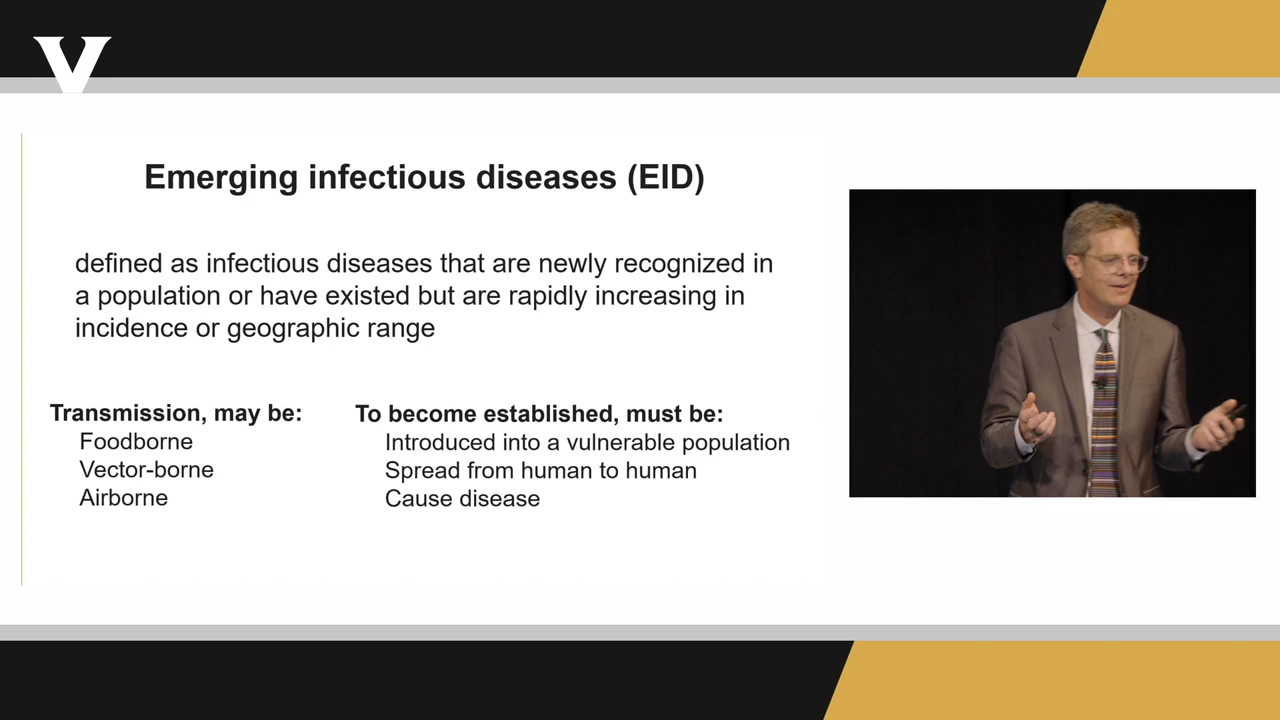 V
Emerging infectious diseases (EID)
defined as infectious diseases that are newly recognized in
a population or have existed but are rapidly increasing in
incidence or geographic range
Transmission, may be:
Foodborne
Vector-borne
Airborne
To become established, must be:
Introduced into a vulnerable population
Spread from human to human
Cause disease